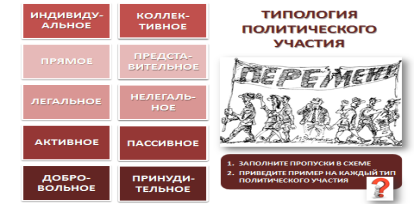 ИНДИВИДУ-
АЛЬНОЕ
КОЛЛЕК-
ТИВНОЕ
ПРЯМОЕ
ПРЕДСТА-
ВИТЕЛЬНОЕ
ЛЕГАЛЬНОЕ
НЕЛЕГАЛЬ-
НОЕ
АКТИВНОЕ
ПАССИВНОЕ
ДОБРО-
ВОЛЬНОЕ
ПРИНУДИ-
ТЕЛЬНОЕ
ТИПОЛОГИЯ
ПОЛИТИЧЕСКОГО
УЧАСТИЯ
ПЕРЕМЕН!
1. ЗАПОЛНИТЕ ПРОПУСКИ В СХЕМЕ
2. ПРИВЕДИТЕ ПРИМЕР НА КАЖДЫЙ ТИП
ПОЛИТИЧЕСКОГО УЧАСТИЯ
?